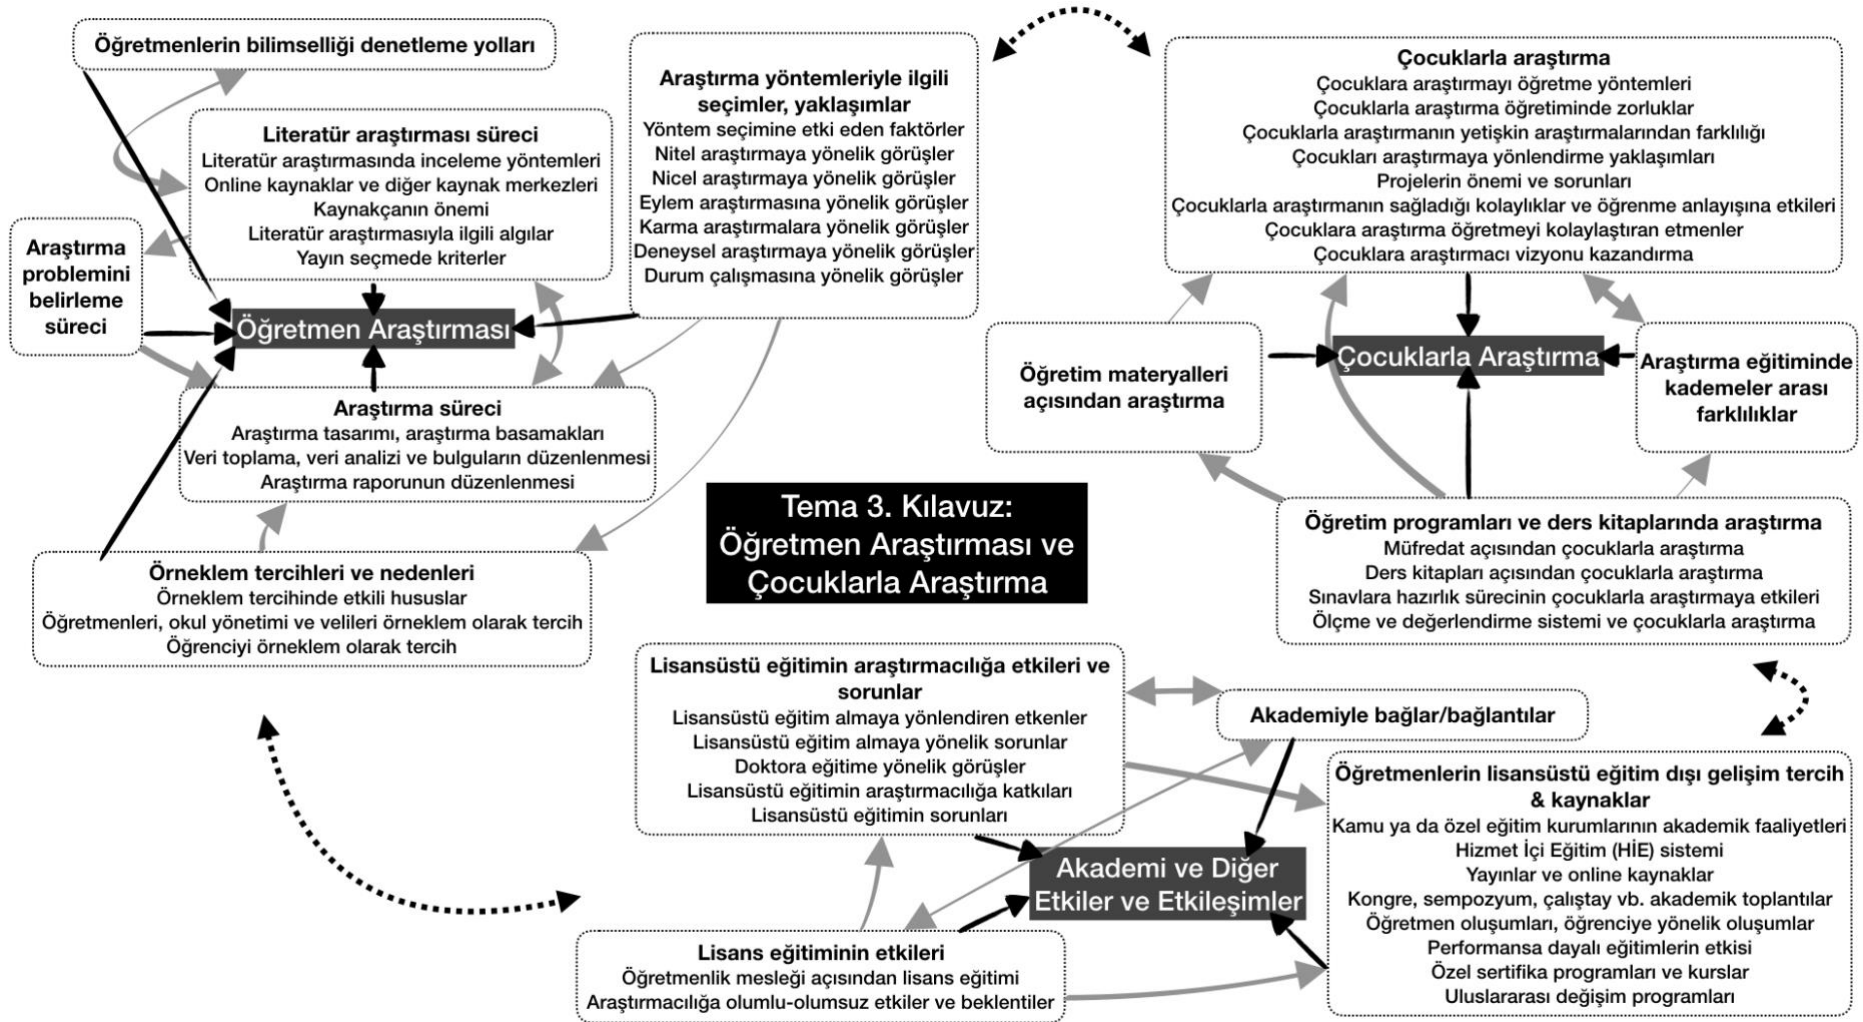 Öğretmenlerin bilimselliği denetleme yolları
Literatür araştırması süreci
Literatür araştırmasında inceleme yöntemleri
Online kaynaklar ve diğer kaynak merkezleri
Kaynakçanın önemi
Literatür araştırmasıyla ilgili algılar
Yayın seçmede kriterler
Araştırma yöntemleriyle ilgili
seçimler, yaklaşımlar
Yöntem seçimine etki eden faktörler
Nitel araştırmaya yönelik görüşler
Nicel araştırmaya yönelik görüşler
Eylem araştırmasına yönelik görüşler
Karma araştırmalara yönelik görüşler
Deneysel araştırmaya yönelik görüşler
Durum çalışmasına yönelik görüşler
Araştırma
problemini
belirleme
süreci
Öğretmen Araştırması
Araştırma süreci
Araştırma tasarımı, araştırma basamakları
Veri toplama, veri analizi ve bulguların düzenlenmesi
Araştırma raporunun düzenlenmesi
Örneklem tercihleri ve nedenleri
Örneklem tercihinde etkili hususlar
Öğretmenleri, okul yönetimi ve velileri örneklem olarak tercih
Öğrenciyi örneklem olarak tercih
Tema 3. Kılavuz:
Öğretmen Araştırması ve
Çocuklarla Araştırma
Çocuklarla araştırma
Çocuklara araştırmayı öğretme yöntemleri
Çocuklarla araştırma öğretiminde zorluklar
Çocuklarla araştırmanın yetişkin araştırmalarından farklılığı
Çocukları araştırmaya yönlendirme yaklaşımları
Projelerin önemi ve sorunları
Çocuklarla araştırmanın sağladığı kolaylıklar ve öğrenme anlayışına etkileri
Çocuklara araştırma öğretmeyi kolaylaştıran etmenler
Çocuklara araştırmacı vizyonu kazandırma
Öğretim materyalleri
açısından araştırma
Çocuklarla Araştırma
Araştırma eğitiminde
kademeler arası
farklılıklar
Öğretim programları ve ders kitaplarında araştırma
Müfredat açısından çocuklarla araştırma
Ders kitapları açısından çocuklarla araştırma
Sınavlara hazırlık sürecinin çocuklarla araştırmaya etkileri
Ölçme ve değerlendirme sistemi ve çocuklarla araştırma
Lisansüstü eğitimin araştırmacılığa etkileri ve
sorunlar
Lisansüstü eğitim almaya yönlendiren etkenler
Lisansüstü eğitim almaya yönelik sorunlar
Doktora eğitime yönelik görüşler
Lisansüstü eğitimin araştırmacılığa katkıları
Lisansüstü eğitimin sorunları
Akademiyle bağlar/bağlantılar
Akademi ve Diğer
Etkiler ve Etkileşimler
Lisans eğitiminin etkileri
Öğretmenlik mesleği açısından lisans eğitimi
Araştırmacılığa olumlu-olumsuz etkiler ve beklentiler
Öğretmenlerin lisansüstü eğitim dışı gelişim tercih
& kaynaklar
Kamu ya da özel eğitim kurumlarının akademik faaliyetleri
Hizmet İçi Eğitim (HİE) sistemi
Yayınlar ve online kaynaklar
Kongre, sempozyum, çalıştay vb. akademik toplantılar
Öğretmen oluşumları, öğrenciye yönelik oluşumlar
Performansa dayalı eğitimlerin etkisi
Özel sertifika programları ve kurslar
Uluslararası değişim programları